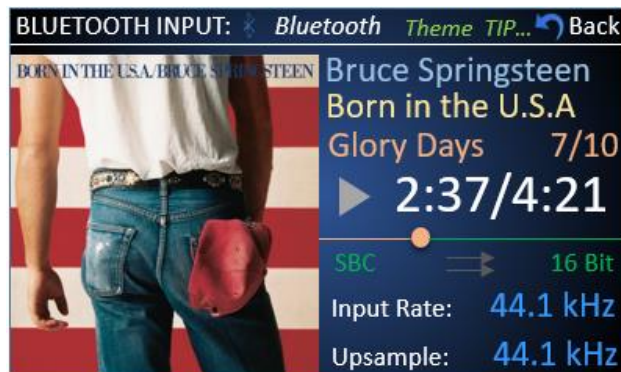 BLUETOOTH INPUT: Bluetooth Theme TIP... Back
BORN IN THE U.S.A./BRUCE SPRINGSTEEN
Bruce Springsteen
Born in the U.S.A
Glory Days 7/10
2:37/4:21
SBC 16 Bit
Input Rate: 44.1 kHz
Upsample: 44.1 kHz